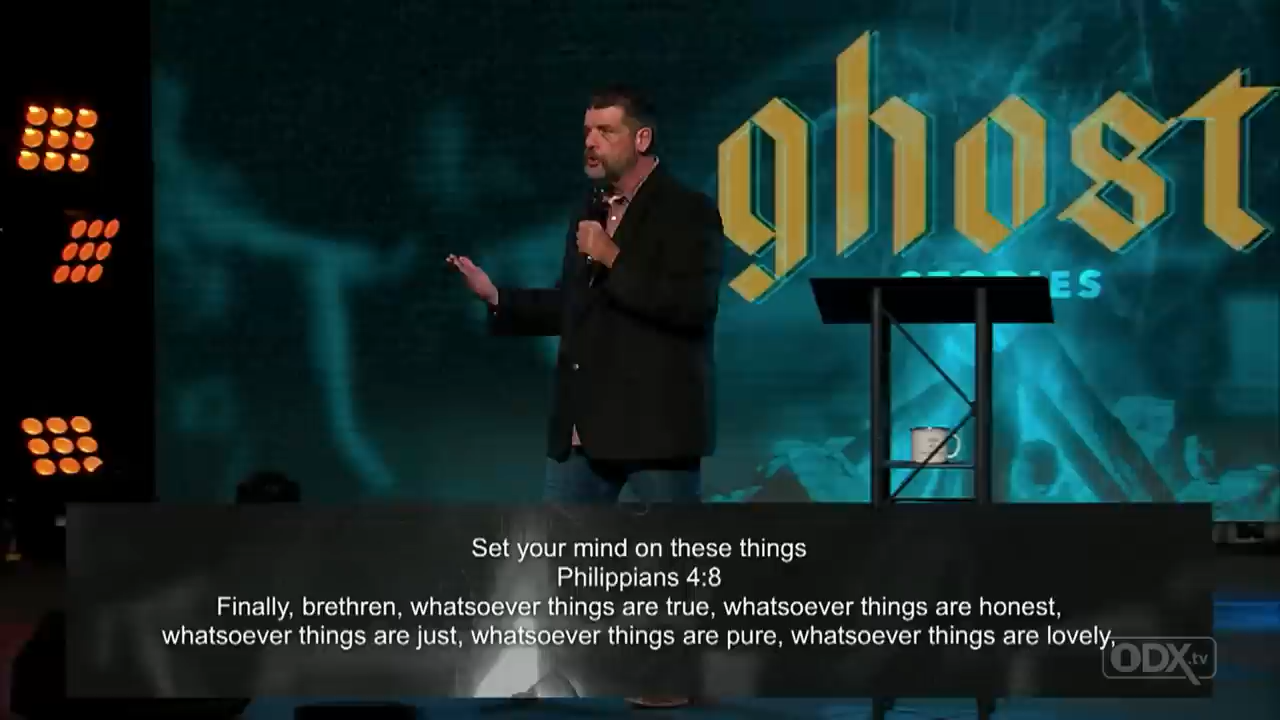 ghost
STORIES
Set your mind on these things
Philippians 4:8
Finally, brethren, whatsoever things are true, whatsoever things are honest,
whatsoever things are just, whatsoever things are pure, whatsoever things are lovely,
ODX.tv